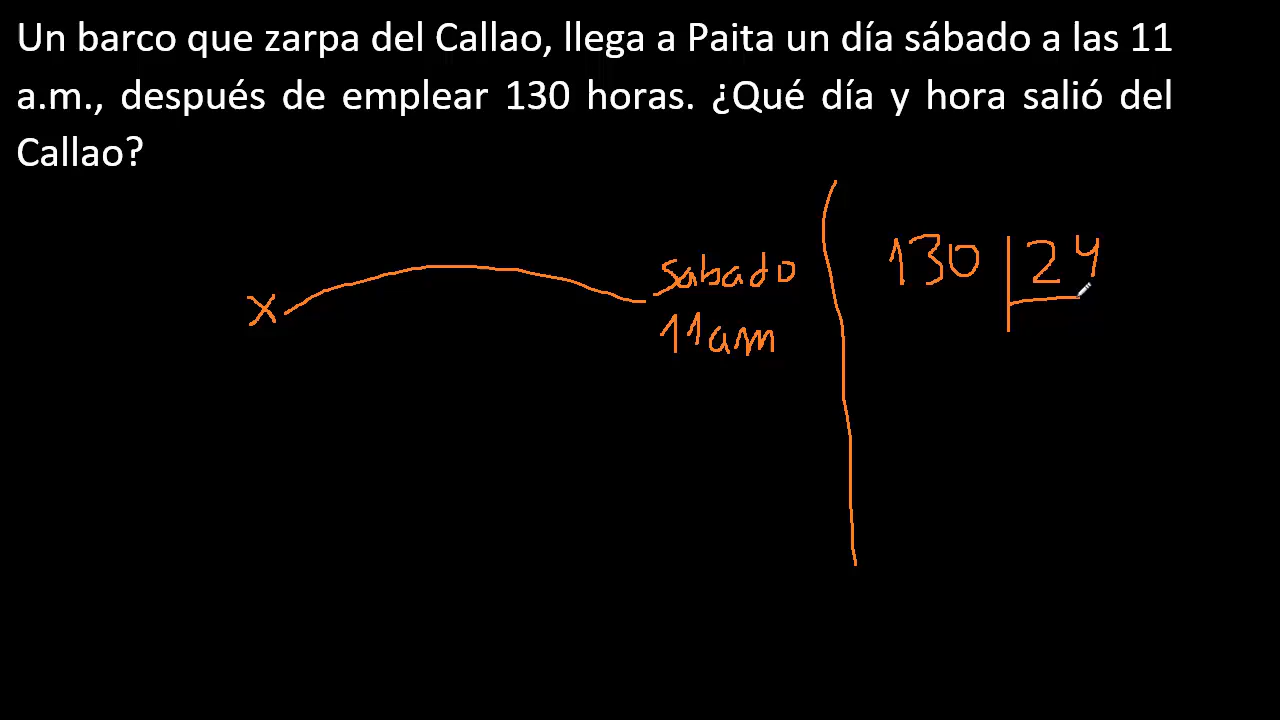 Un barco que zarpa del Callao, llega a Paita un día sábado a las 11
a.m., después de emplear 130 horas. ¿Qué día y hora salió del
Callao?
x sabado 130 24
11am